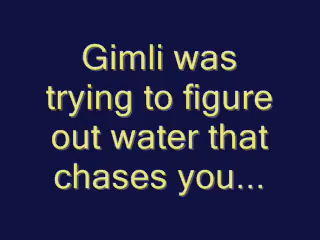 Gimli was
trying to figure
out water that
chases you...